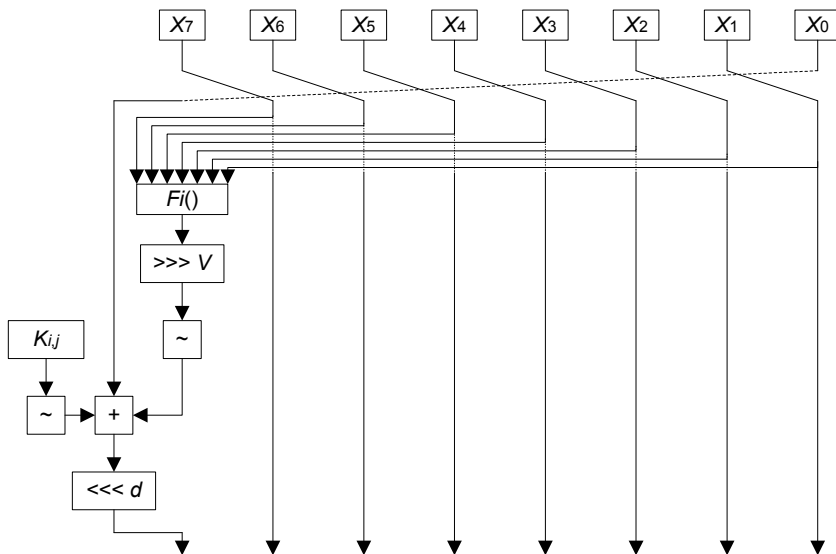 X7 X6 X5 X4 X3 X2 X1 X0
Fi()
>>> V
Ki,j
~
~
+
<<< d